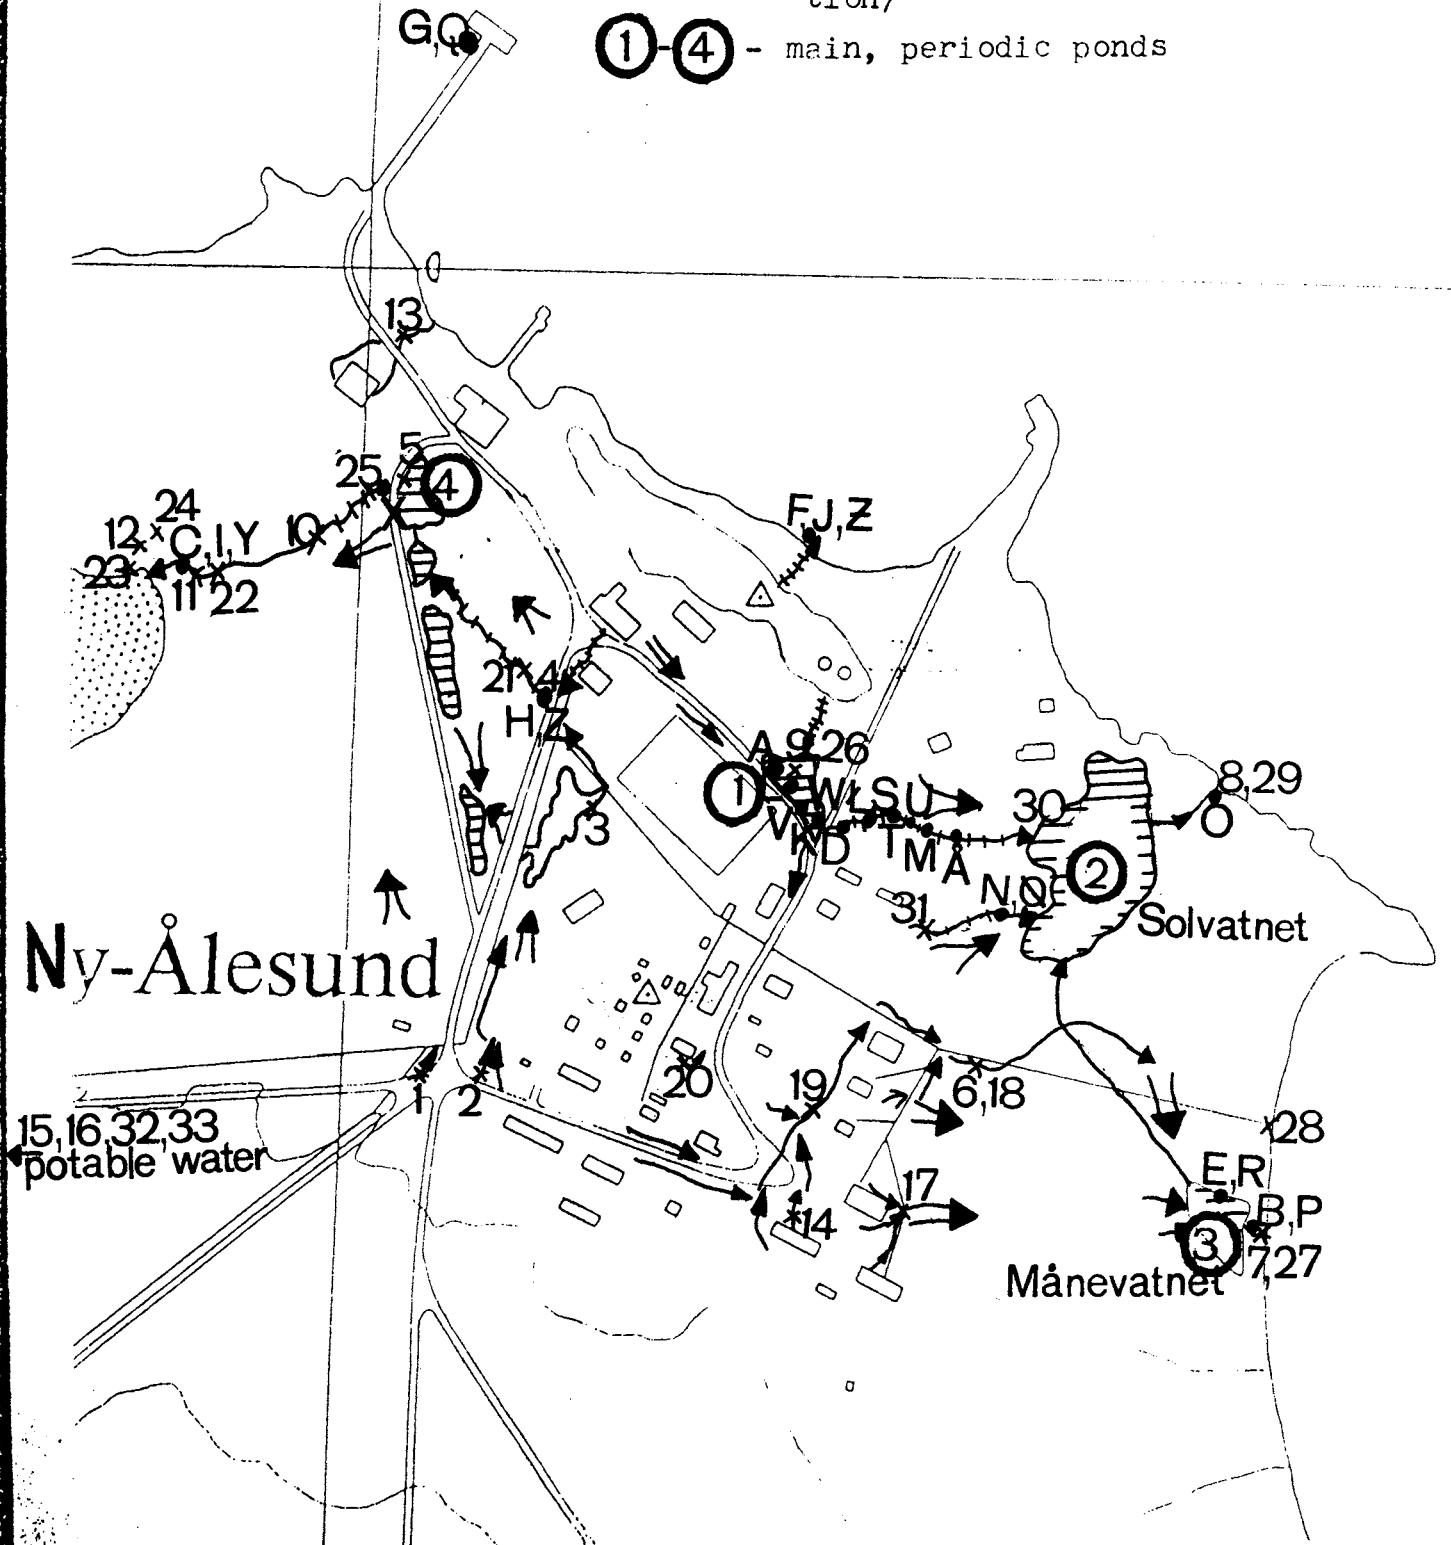 tion/
G,Q
1-4 - main, periodic ponds
13
5
25
4
24
12
C,I,Y
10
23
11
22
F,J,Z
21
4
H,Z
A
9,26
1
W
Ł
S
U
V
K
D
T
M
Å
30
8,29
O
3
2
31
N,Ø
Solvatnet
Ny-Ålesund
20
19
6,18
1
2
15,16,32,33
potable water
28
17
E,R
14
B,P
3
7,27
Månevatnet